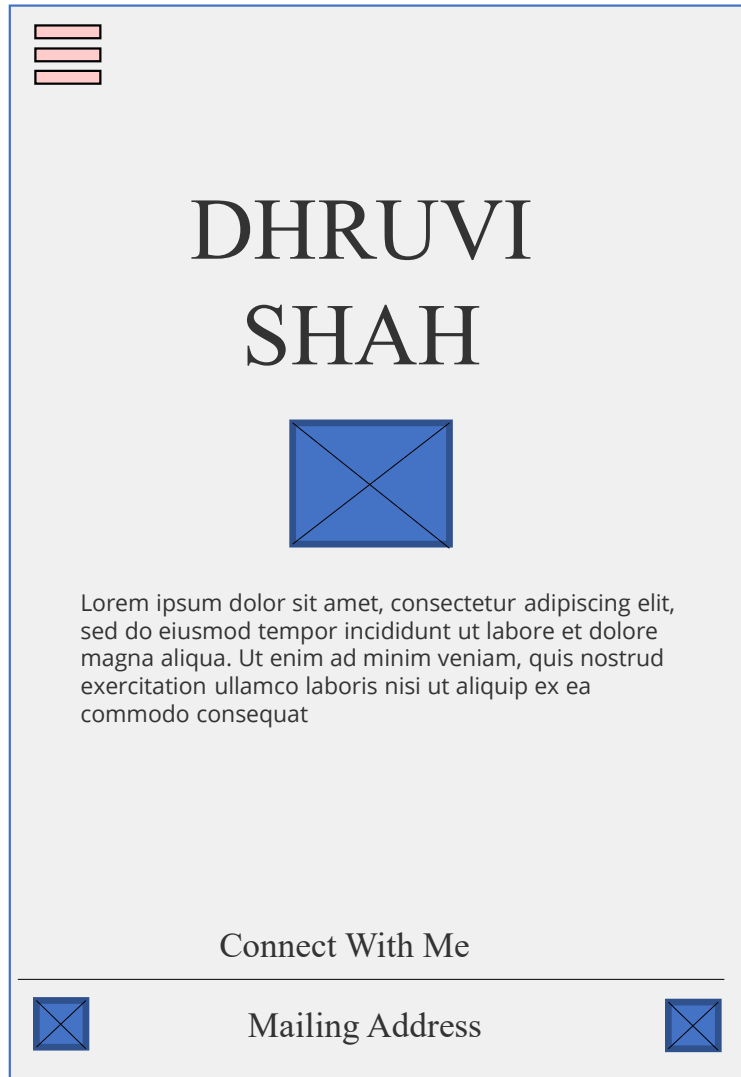 DHRUVI
SHAH
Lorem ipsum dolor sit amet, consectetur adipiscing elit,
sed do eiusmod tempor incididunt ut labore et dolore
magna aliqua. Ut enim ad minim veniam, quis nostrud
exercitation ullamco laboris nisi ut aliquip ex ea
commodo consequat
Connect With Me
Mailing Address